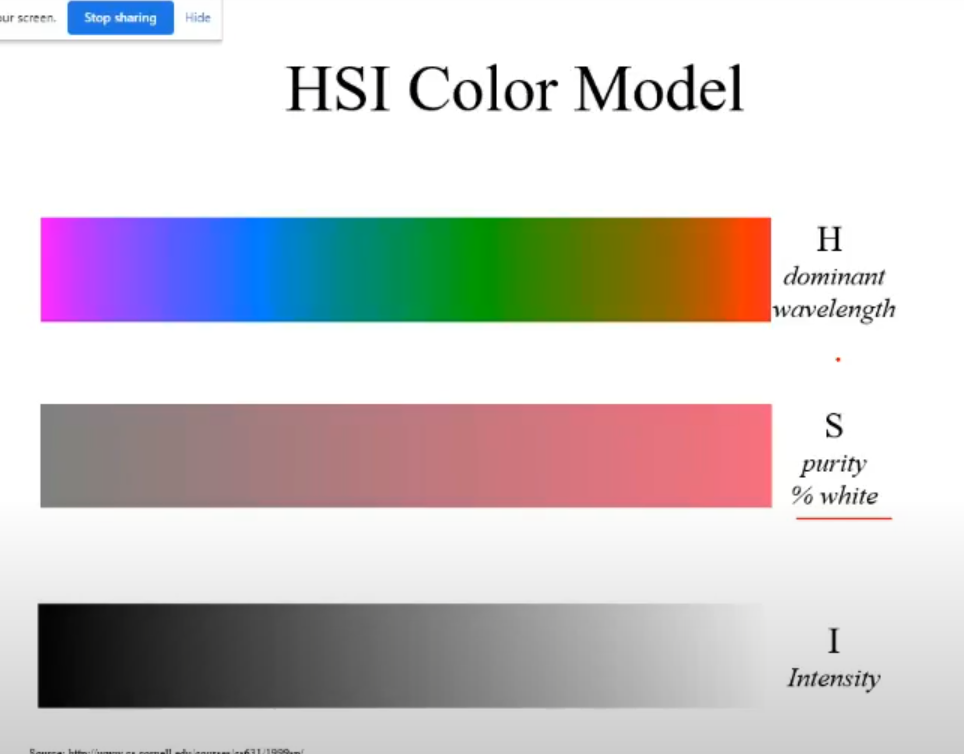 our screen. Stop sharing Hide
HSI Color Model
H
dominant
wavelength
S
purity
% white
I
Intensity
Source: http://www.cs.cornell.edu/courses/cs631/1999sp/